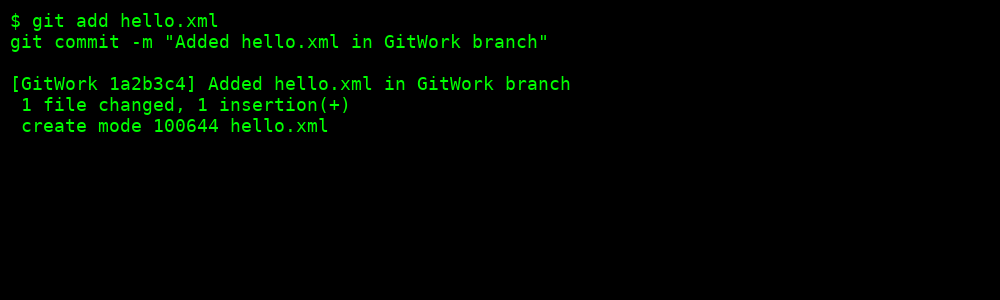 $ git add hello.xml
git commit -m "Added hello.xml in GitWork branch"
[GitWork 1a2b3c4] Added hello.xml in GitWork branch
1 file changed, 1 insertion(+)
create mode 100644 hello.xml